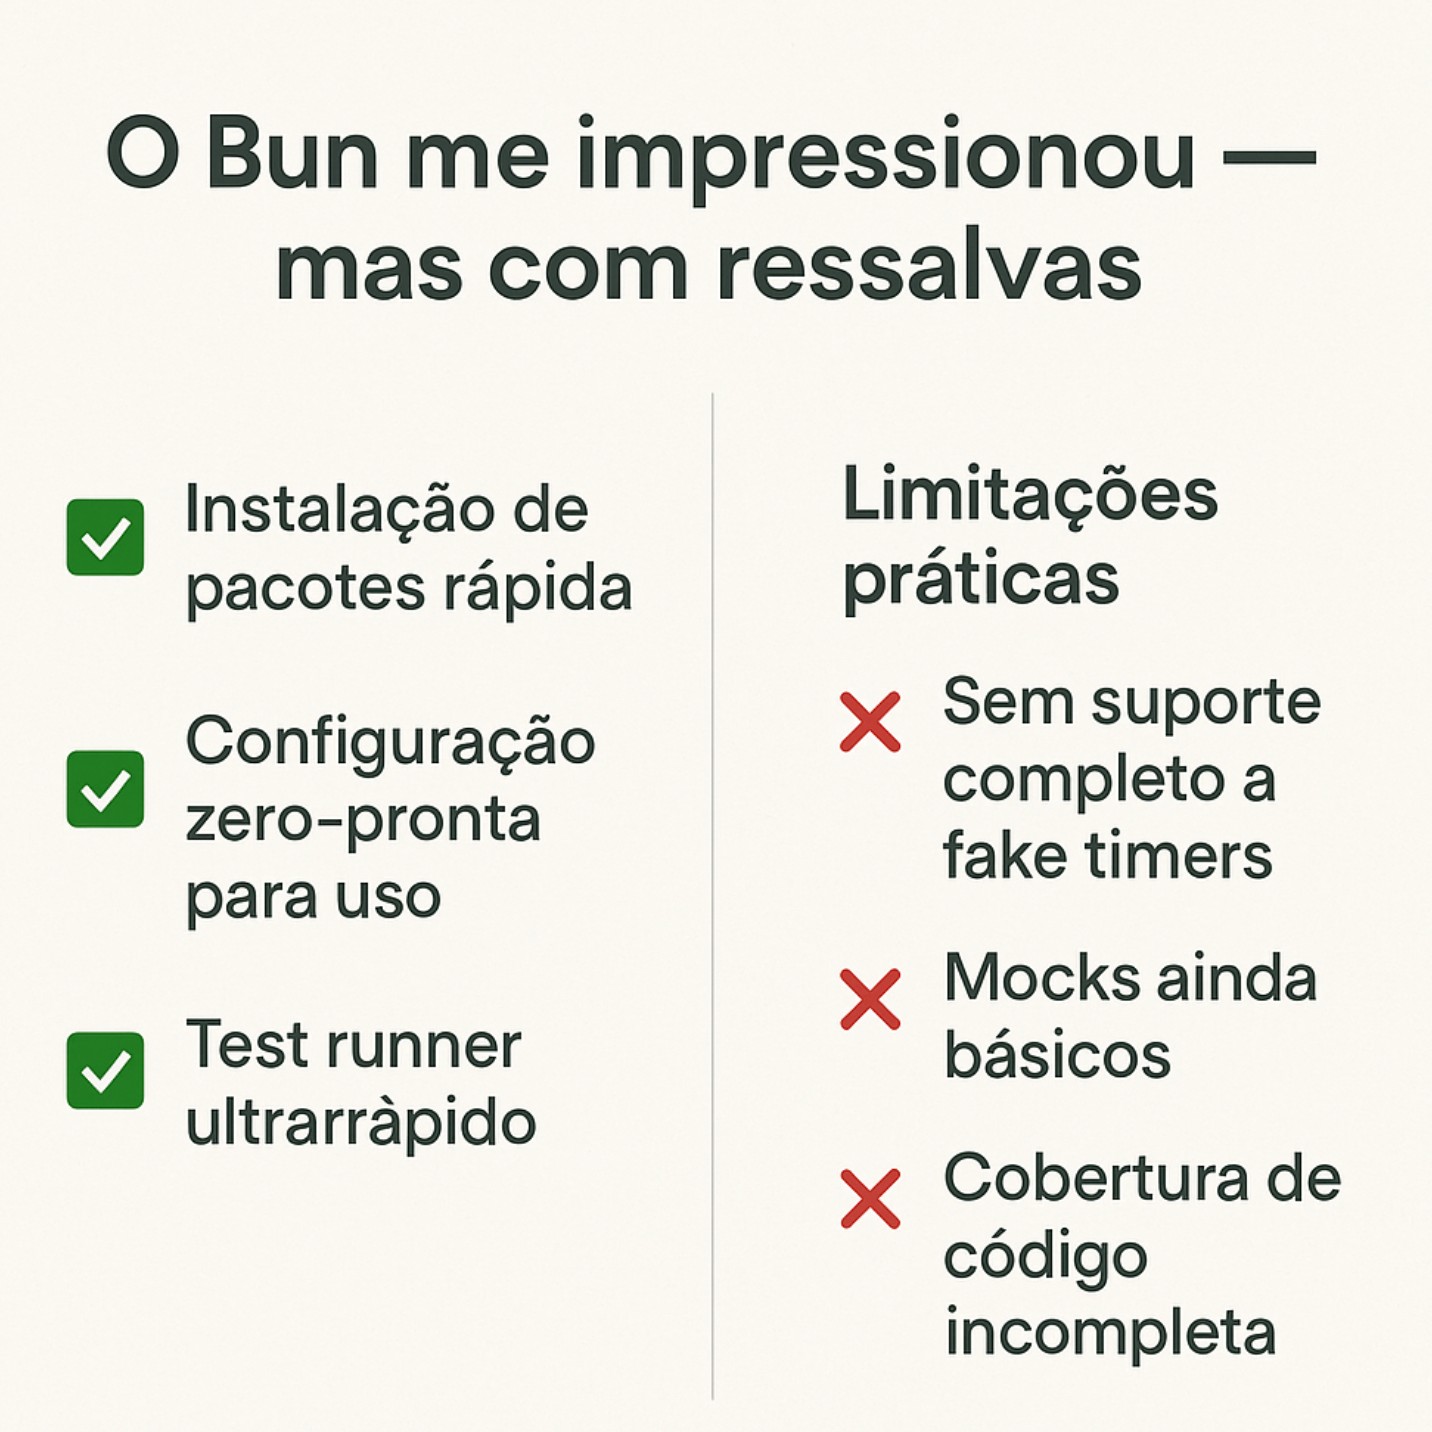 O Bun me impressionou —
mas com ressalvas
Instalação de
pacotes rápida
Configuração
zero-pronta
para uso
Test runner
ultrarràpido
Limitações
práticas
Sem suporte
completo a
fake timers
Mocks ainda
básicos
Cobertura de
código
incompleta